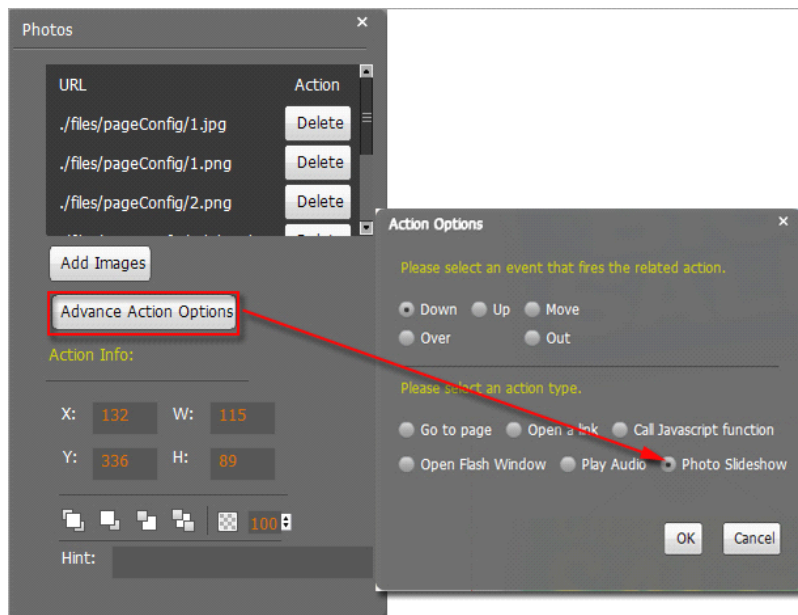 Photos
URL Action
./files/pageConfig/1.jpg Delete
./files/pageConfig/1.png Delete
./files/pageConfig/2.png Delete
Add Images
Advance Action Options
Action Info:
X: 132 W: 115
Y: 336 H: 89
100
Hint:
Action Options
Please select an event that fires the related action.
Down Up Move
Over Out
Please select an action type.
Go to page Open a link Call Javascript function
Open Flash Window Play Audio Photo Slideshow
OK Cancel